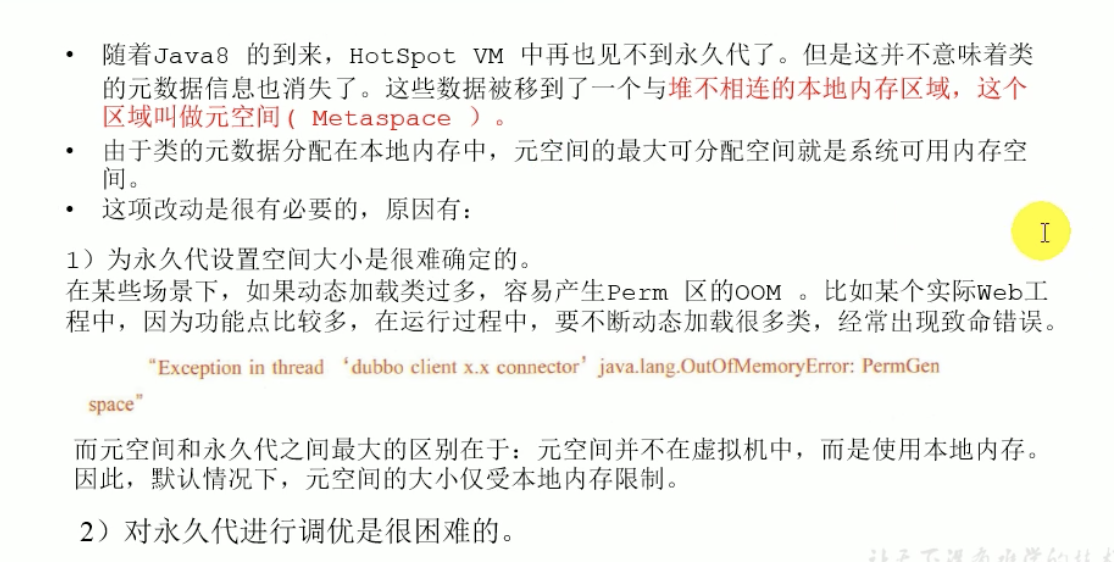 • 随着Java8 的到来，HotSpot VM 中再也见不到永久代了。但是这并不意味着类
的元数据信息也消失了。这些数据被移到了一个与堆不相连的本地内存区域，这个
区域叫做元空间( Metaspace ）。
• 由于类的元数据分配在本地内存中，元空间的最大可分配空间就是系统可用内存空
间。
• 这项改动是很有必要的，原因有：
1）为永久代设置空间大小是很难确定的。
在某些场景下，如果动态加载类过多，容易产生Perm 区的OOM 。比如某个实际Web工
程中，因为功能点比较多，在运行过程中，要不断动态加载很多类，经常出现致命错误。
“Exception in thread ‘dubbo client x.x connector’ java.lang.OutOfMemoryError: PermGen
space”
而元空间和永久代之间最大的区别在于：元空间并不在虚拟机中，而是使用本地内存。
因此，默认情况下，元空间的大小仅受本地内存限制。
2）对永久代进行调优是很困难的。